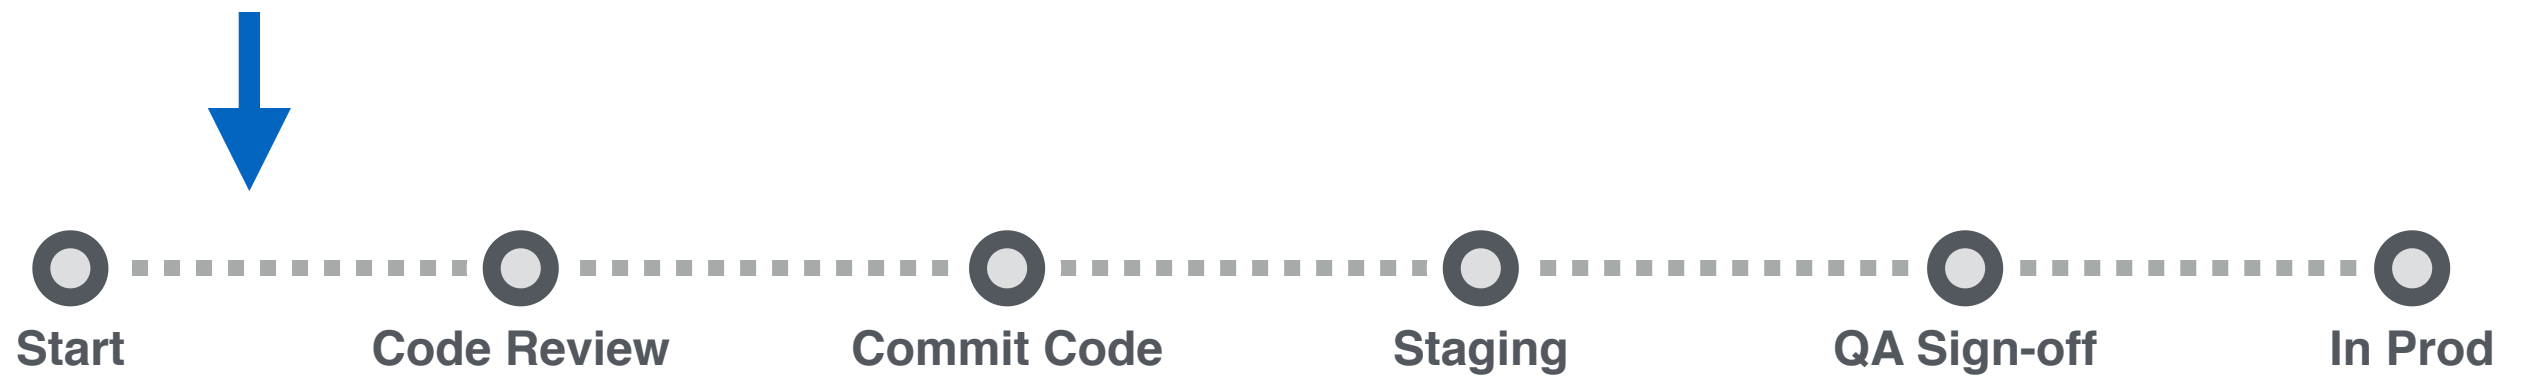 Start Code Review Commit Code Staging QA Sign-off In Prod